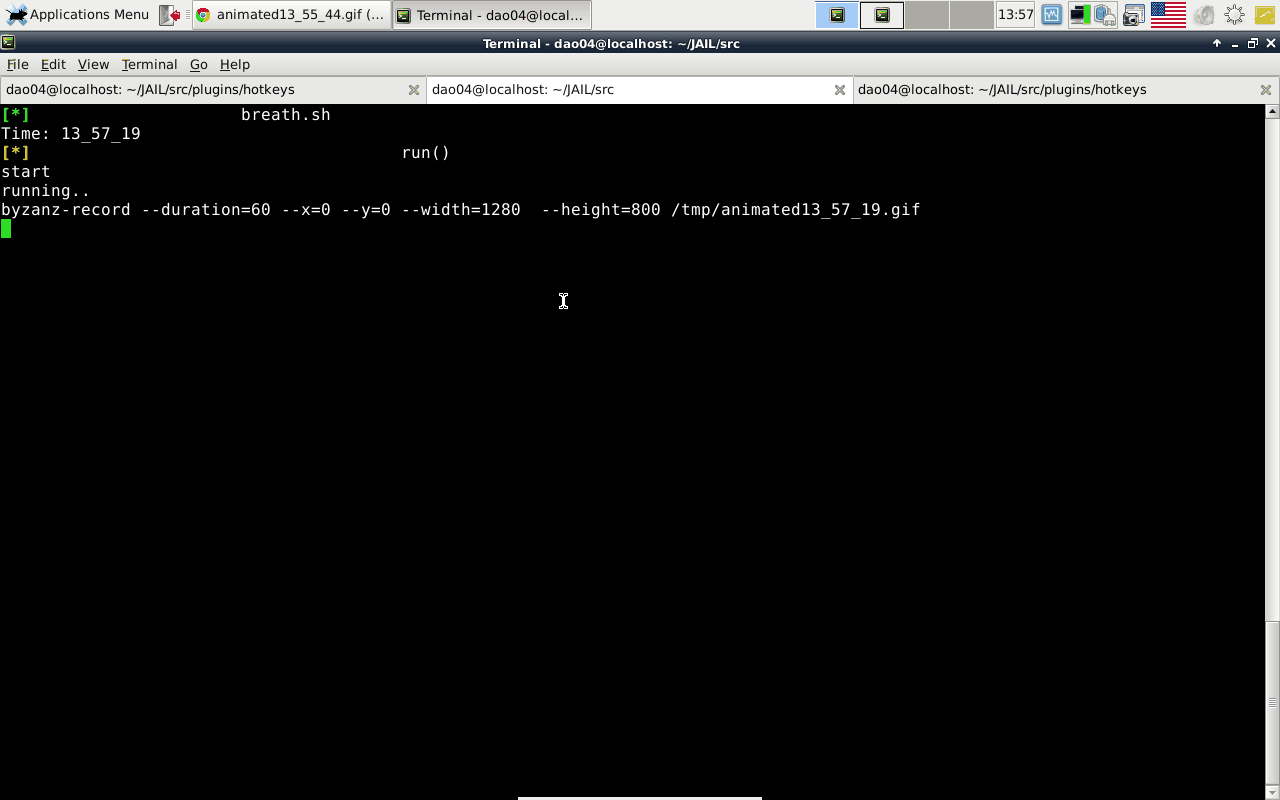 Applications Menu animated13_55_44.gif (... Terminal - dao04@local... 13:57
Terminal - dao04@localhost: ~/JAIL/src
File Edit View Terminal Go Help
dao04@localhost: ~/JAIL/src/plugins/hotkeys dao04@localhost: ~/JAIL/src dao04@localhost: ~/JAIL/src/plugins/hotkeys
[*] breath.sh
Time: 13_57_19
[*] run()
start
running..
byzanz-record --duration=60 --x=0 --y=0 --width=1280  --height=800 /tmp/animated13_57_19.gif